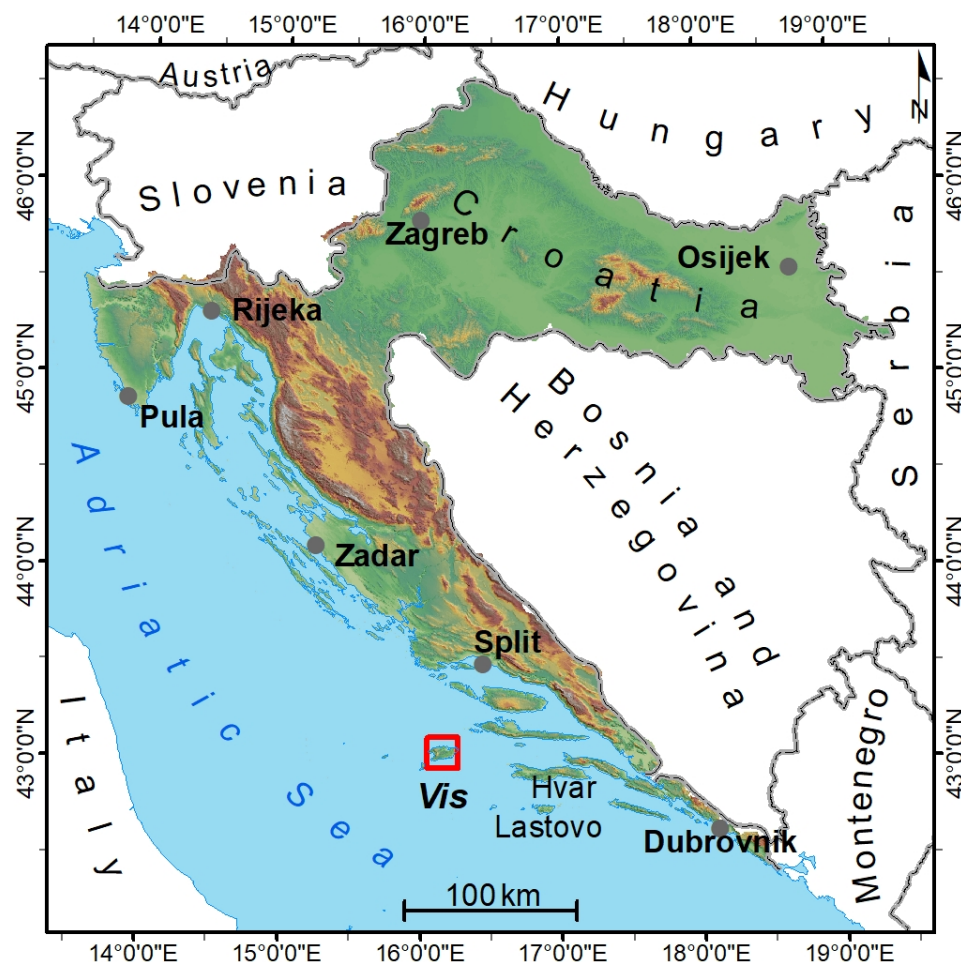 14°0'0"E 15°0'0"E 16°0'0"E 17°0'0"E 18°0'0"E 19°0'0"E
Austria
Hungary
N
46°0'0"N
46°0'0"N
Slovenia
Croatia
Zagreb
Osijek
Serbia
Rijeka
45°0'0"N
45°0'0"N
Pula
Bosnia and
Herzegovina
Adriatic Sea
Zadar
44°0'0"N
44°0'0"N
Split
Italy
43°0'0"N
43°0'0"N
Vis
Hvar
Lastovo
Dubrovnik
Montenegro
100 km
14°0'0"E 15°0'0"E 16°0'0"E 17°0'0"E 18°0'0"E 19°0'0"E